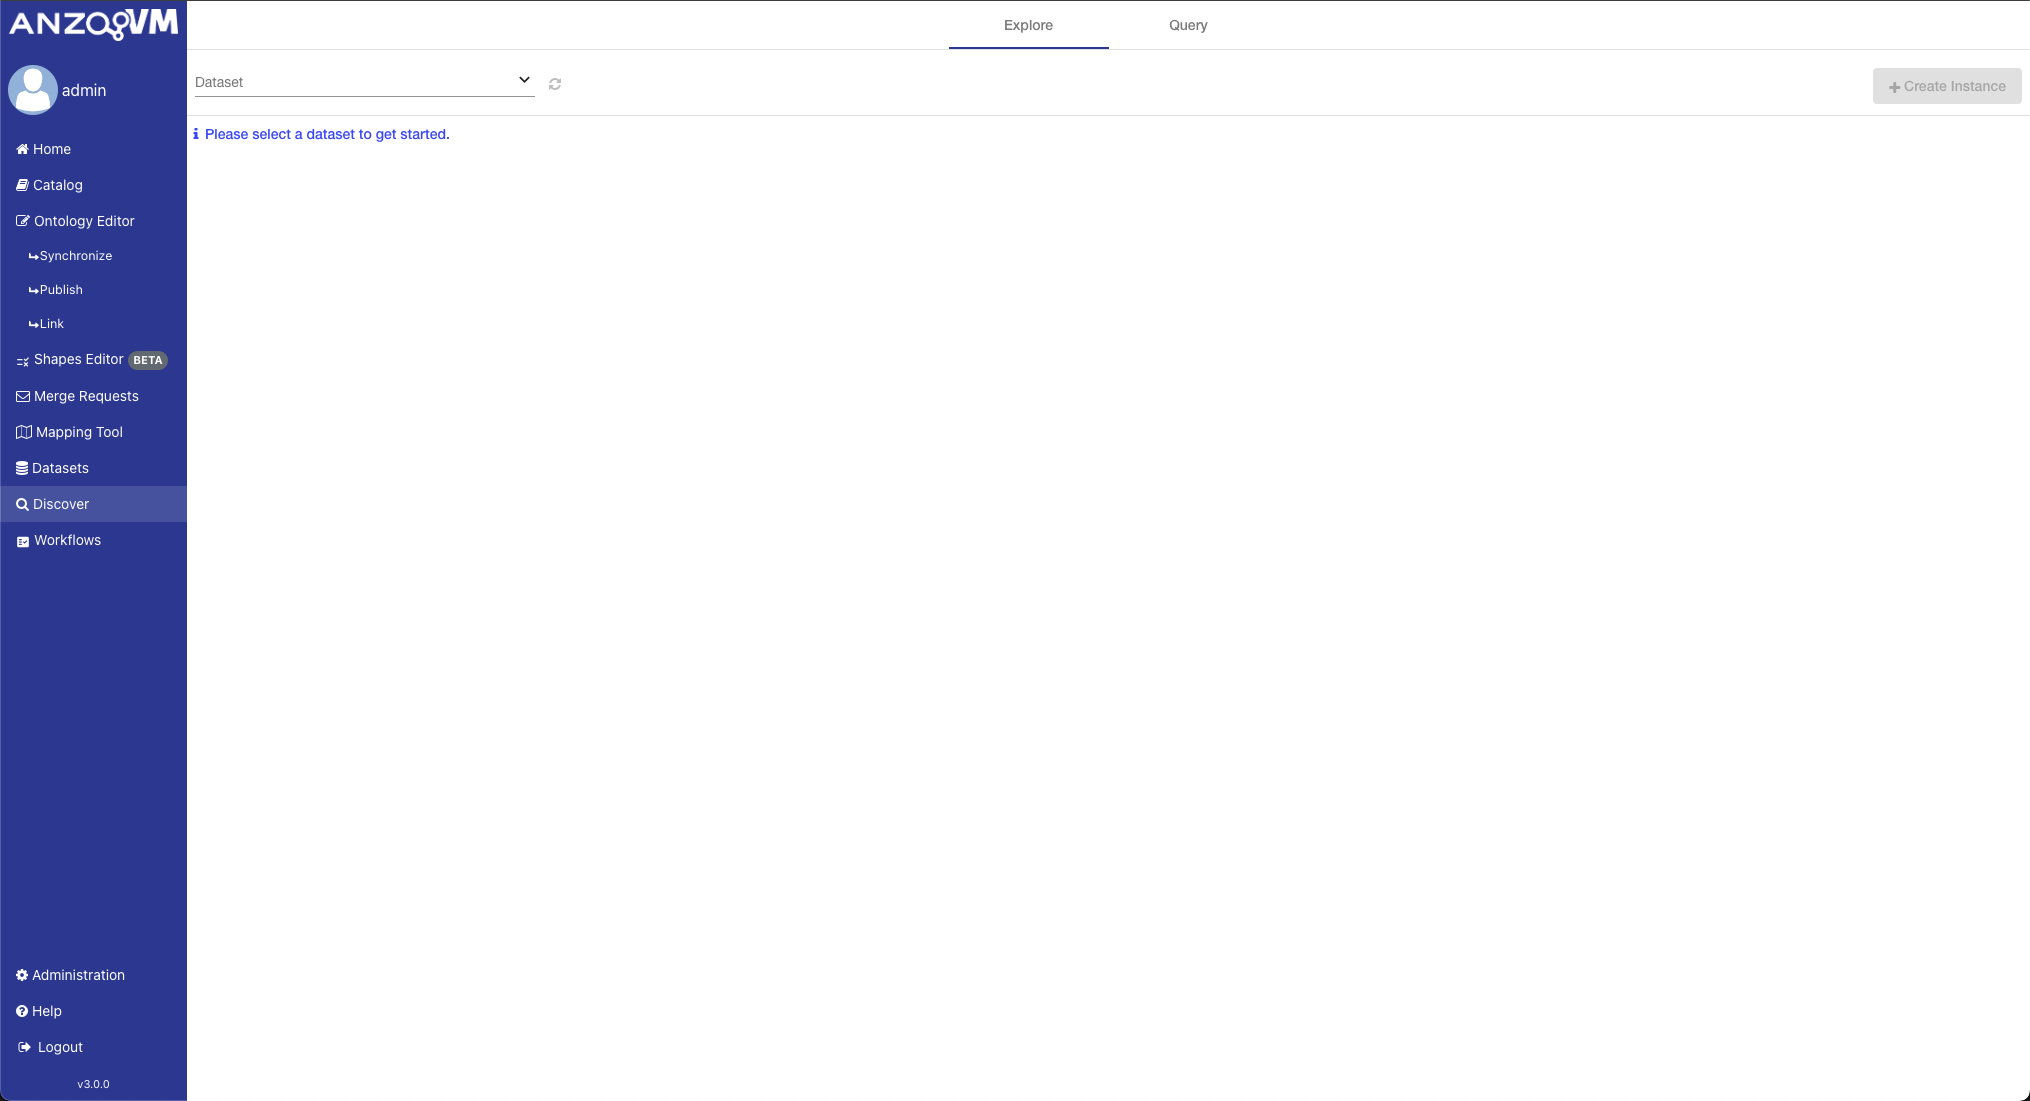 ANZOVM
admin
Home
Catalog
Ontology Editor
Synchronize
Publish
Link
Shapes Editor BETA
Merge Requests
Mapping Tool
Datasets
Discover
Workflows
Administration
Help
Logout
v3.0.0
Explore
Query
Dataset
Create Instance
Please select a dataset to get started.